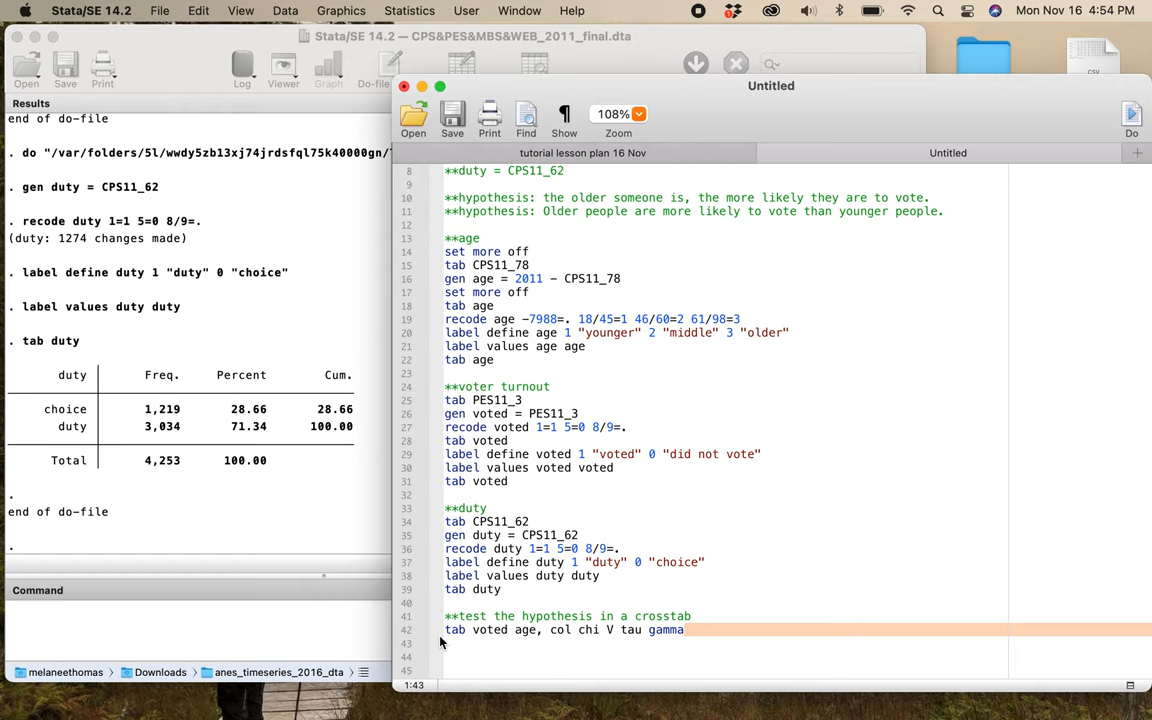 Stata/SE 14.2 File Edit View Data Graphics Statistics User Window Help Mon Nov 16 4:54 PM
Stata/SE 14.2 — CPS&PES&MBS&WEB_2011_final.dta
Open Save Print Log Viewer Graph Do-file
CSV
Results
end of do-file
. do "/var/folders/5l/wwdy5zb13xj74jrdsfql75k40000gn/
. gen duty = CPS11_62
. recode duty 1=1 5=0 8/9=.
(duty: 1274 changes made)
. label define duty 1 "duty" 0 "choice"
. label values duty duty
. tab duty
duty Freq. Percent Cum.
choice 1,219 28.66 28.66
duty 3,034 71.34 100.00
Total 4,253 100.00
.
end of do-file
.
Command
melaneethomas Downloads anes_timeseries_2016_dta
Untitled
Open Save Print Find Show 108% Zoom Do
tutorial lesson plan 16 Nov Untitled +
8 **duty = CPS11_62
9
10 **hypothesis: the older someone is, the more likely they are to vote.
11 **hypothesis: Older people are more likely to vote than younger people.
12
13 **age
14 set more off
15 tab CPS11_78
16 gen age = 2011 - CPS11_78
17 set more off
18 tab age
19 recode age -7988=. 18/45=1 46/60=2 61/98=3
20 label define age 1 "younger" 2 "middle" 3 "older"
21 label values age age
22 tab age
23
24 **voter turnout
25 tab PES11_3
26 gen voted = PES11_3
27 recode voted 1=1 5=0 8/9=.
28 tab voted
29 label define voted 1 "voted" 0 "did not vote"
30 label values voted voted
31 tab voted
32
33 **duty
34 tab CPS11_62
35 gen duty = CPS11_62
36 recode duty 1=1 5=0 8/9=.
37 label define duty 1 "duty" 0 "choice"
38 label values duty duty
39 tab duty
40
41 **test the hypothesis in a crosstab
42 tab voted age, col chi V tau gamma
43
44
45
1:43